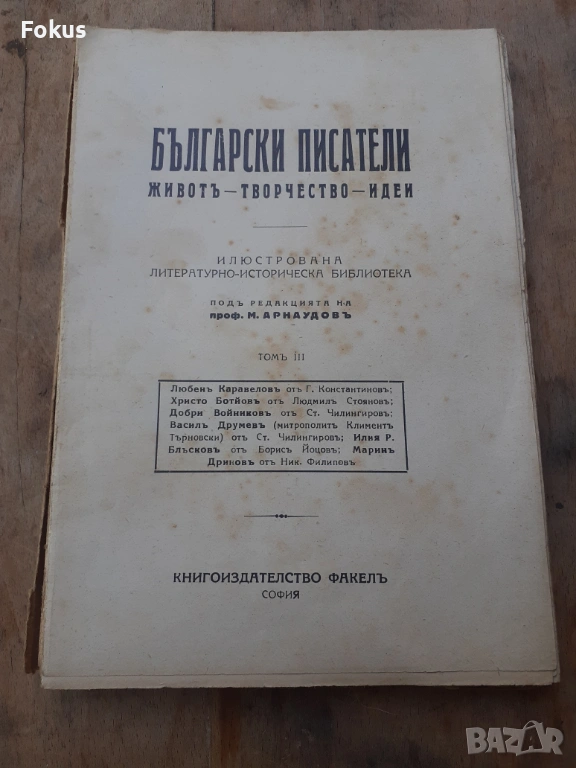 Fokus
БЪЛГАРСКИ ПИСАТЕЛИ
ЖИВОТЪ—ТВОРЧЕСТВО—ИДЕИ
ИЛЮСТРОВАНА
ЛИТЕРАТУРНО-ИСТОРИЧЕСКА БИБЛИОТЕКА
ПОДЪ РЕДАКЦИЯТА НА
проф. М. АРНАУДОВЪ
ТОМЪ III
Любенъ Каравеловъ отъ Г. Константиновъ;
Христо Ботйовъ отъ Людмилъ Стояновъ;
Добри Войниковъ отъ Ст. Чилингировъ;
Василъ Друмевъ (митрополитъ Климентъ
Търновски) отъ Ст. Чилингировъ; Илия Р.
Блъсковъ отъ Борисъ Йоцовъ; Маринъ
Дриновъ отъ Ник. Филиповъ
КНИГОИЗДАТЕЛСТВО ФАКЕЛЪ
СОФИЯ
BAZAR